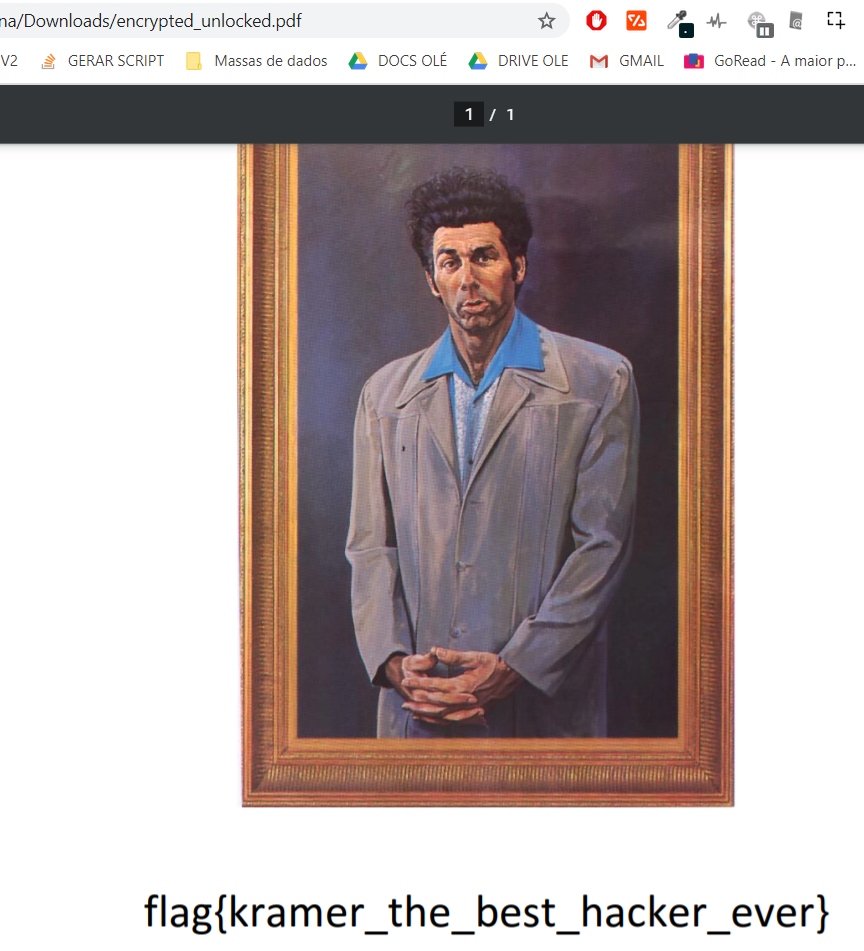 na/Downloads/encrypted_unlocked.pdf
V2 GERAR SCRIPT Massas de dados DOCS OLÉ DRIVE OLE GMAIL GoRead - A maior p...
1 / 1
flag{kramer_the_best_hacker_ever}